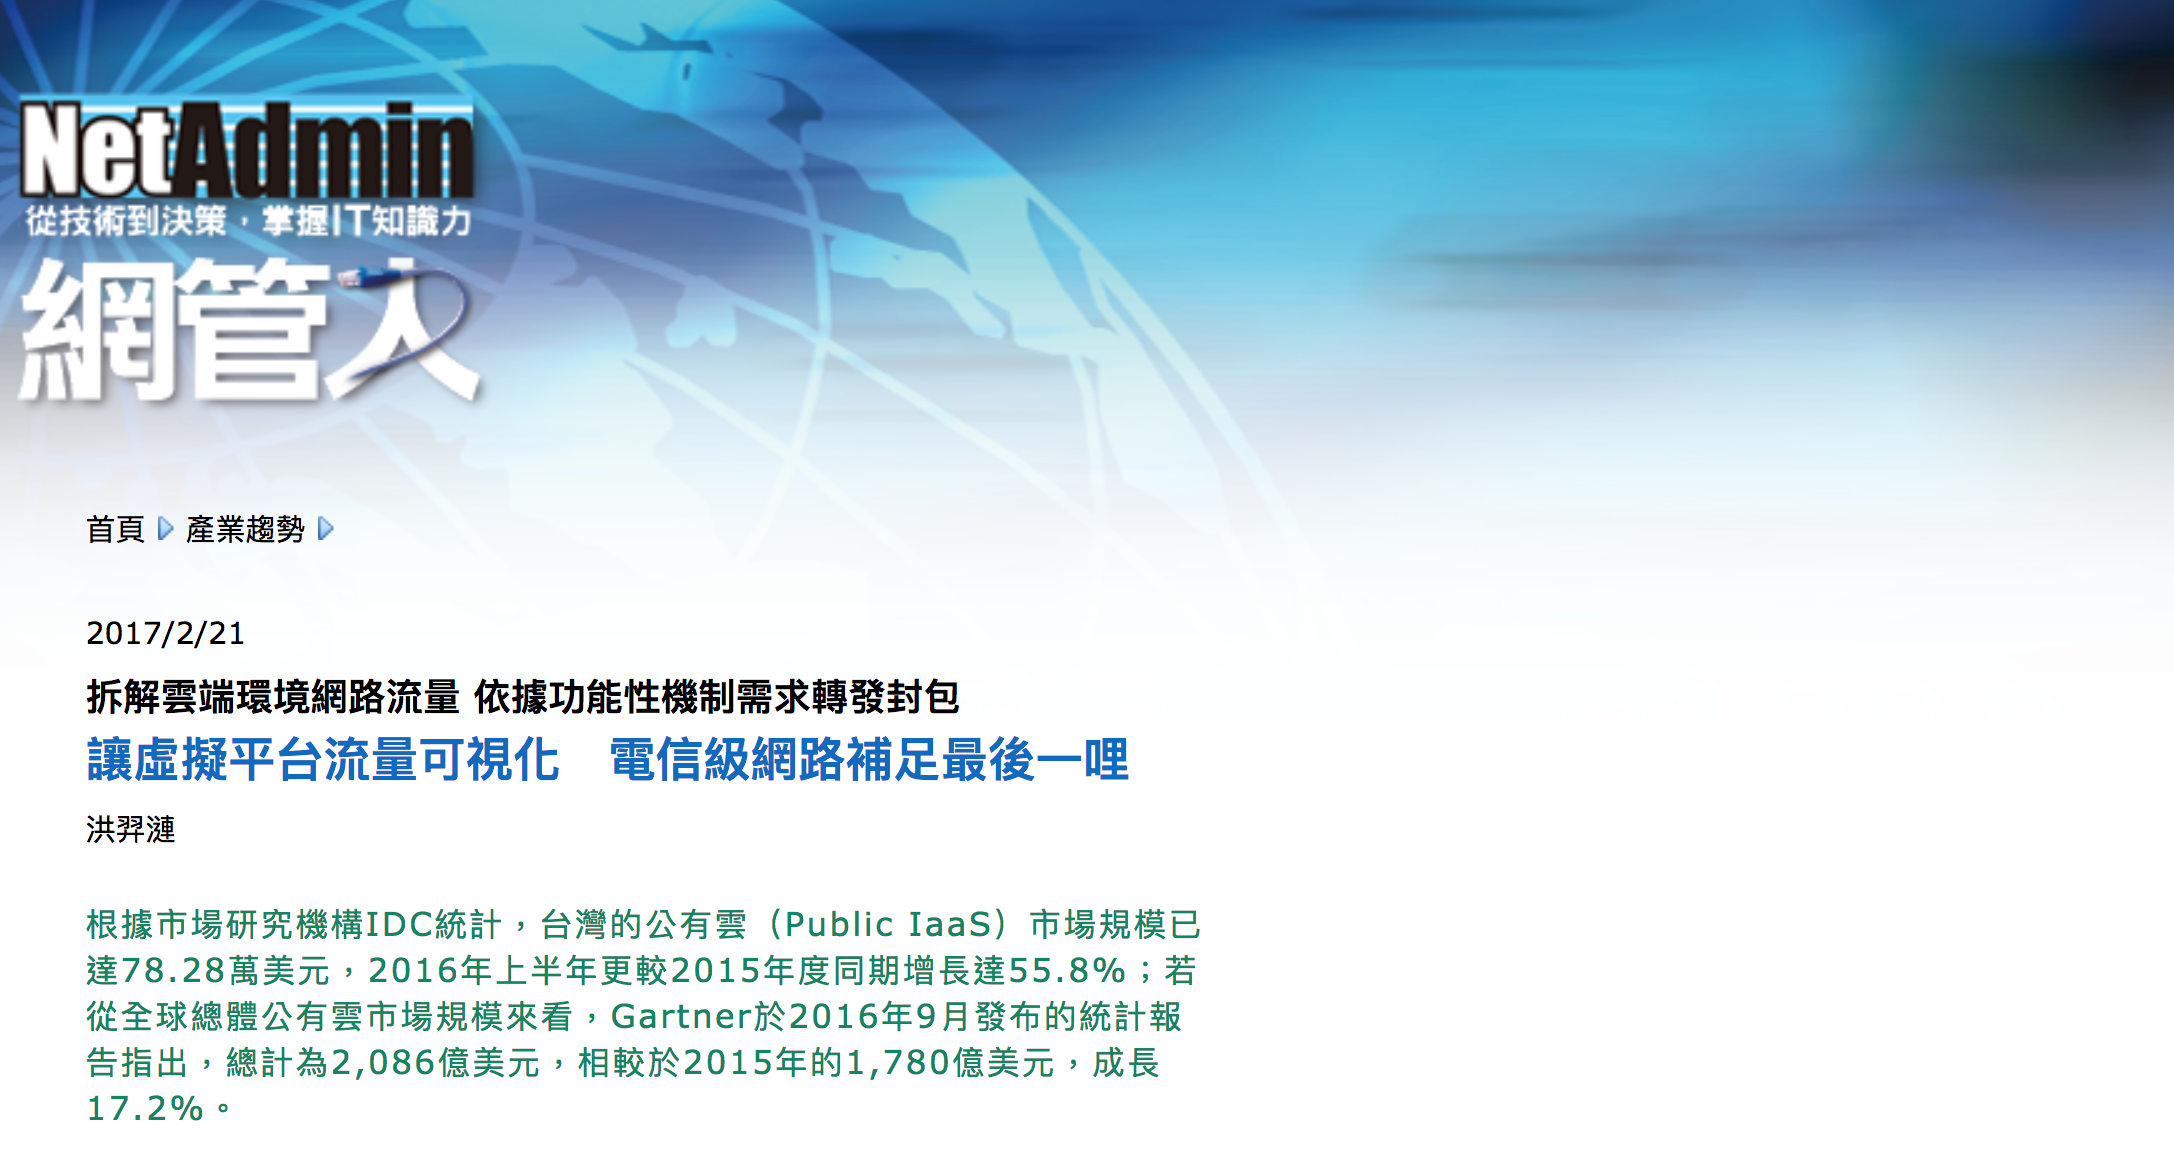 NetAdmin
從技術到決策，掌握IT知識力
網管人
首頁 產業趨勢
2017/2/21
拆解雲端環境網路流量 依據功能性機制需求轉發封包
讓虛擬平台流量可視化　電信級網路補足最後一哩
洪羿漣
根據市場研究機構IDC統計，台灣的公有雲（Public IaaS）市場規模已
達78.28萬美元，2016年上半年更較2015年度同期增長達55.8%；若
從全球總體公有雲市場規模來看，Gartner於2016年9月發布的統計報
告指出，總計為2,086億美元，相較於2015年的1,780億美元，成長
17.2%。